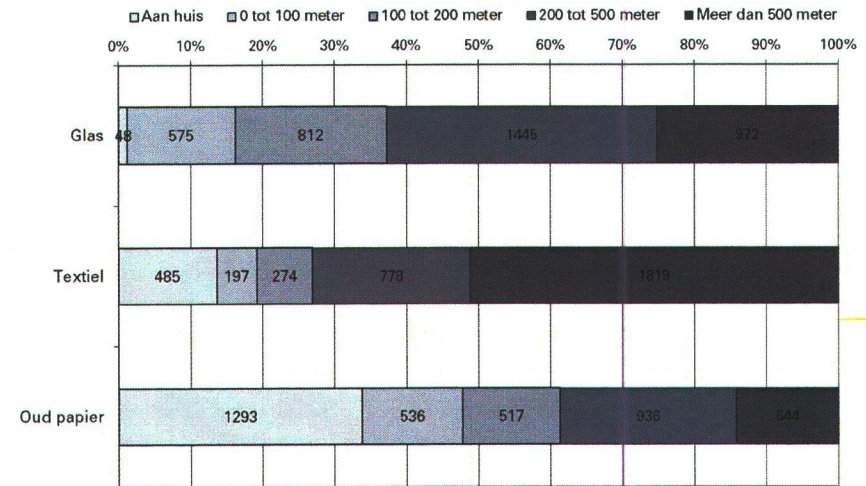 Aan huis 0 tot 100 meter 100 tot 200 meter 200 tot 500 meter Meer dan 500 meter
0% 10% 20% 30% 40% 50% 60% 70% 80% 90% 100%
Glas 48 575 812 1445 972
Textiel 485 197 274 778 1819
Oud papier 1293 536 517 936 544